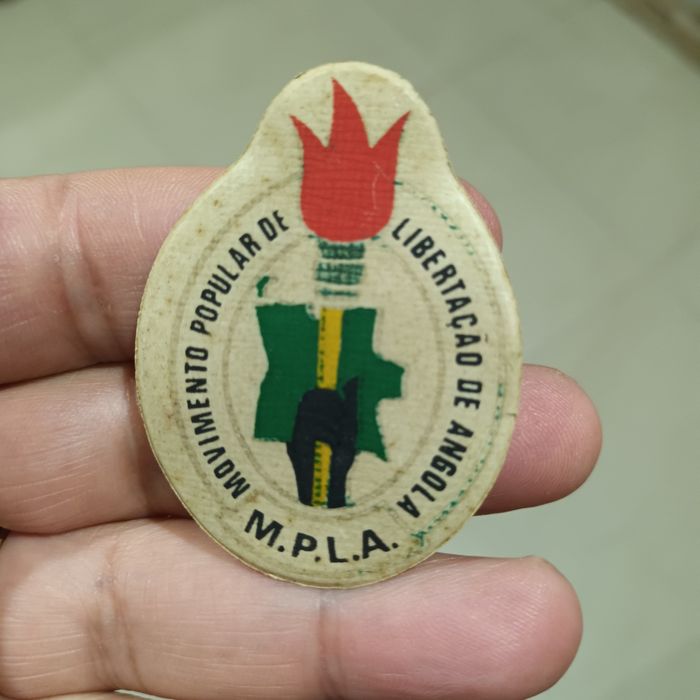 MOVIMENTO POPULAR DE LIBERTAÇÃO DE ANGOLA
M.P.L.A.